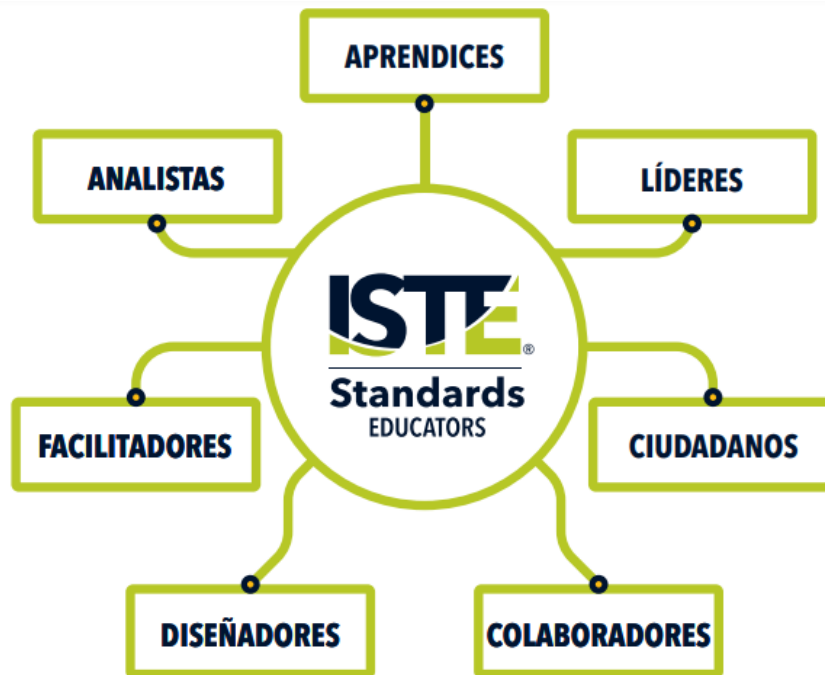 APRENDICES
ANALISTAS
LÍDERES
ISTE®
Standards
EDUCATORS
FACILITADORES
CIUDADANOS
DISEÑADORES
COLABORADORES